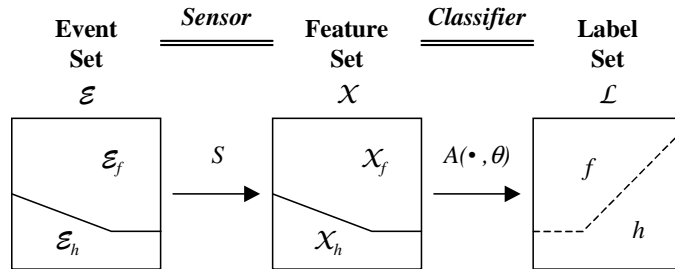 Event Set Sensor Feature Set Classifier Label Set
ℰ 𝒳 ℒ
ℰ_f S 𝒳_f A(•, θ) f
ℰ_h 𝒳_h h